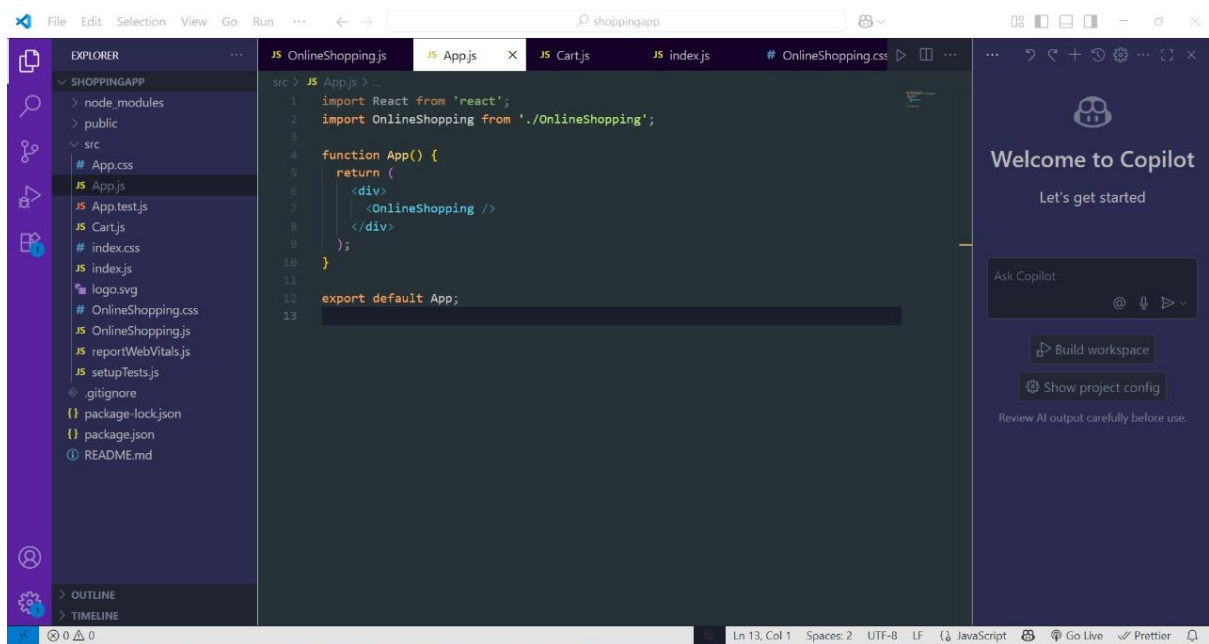 File Edit Selection View Go Run ··· shoppingapp
EXPLORER ···
SHOPPINGAPP
node_modules
public
src
# App.css
JS App.js
JS App.test.js
JS Cart.js
# index.css
JS index.js
logo.svg
# OnlineShopping.css
JS OnlineShopping.js
JS reportWebVitals.js
JS setupTests.js
.gitignore
{} package-lock.json
{} package.json
README.md
OUTLINE
TIMELINE
JS OnlineShopping.js JS App.js JS Cart.js JS index.js # OnlineShopping.css ···
src > JS App.js > ...
1 import React from 'react';
2 import OnlineShopping from './OnlineShopping';
3
4 function App() {
5 return (
6 <div>
7 <OnlineShopping />
8 </div>
9 );
10 }
11
12 export default App;
13
Welcome to Copilot
Let's get started
Ask Copilot
@
Build workspace
Show project config
Review AI output carefully before use.
1
1
0 0 Ln 13, Col 1 Spaces: 2 UTF-8 LF JavaScript Go Live Prettier